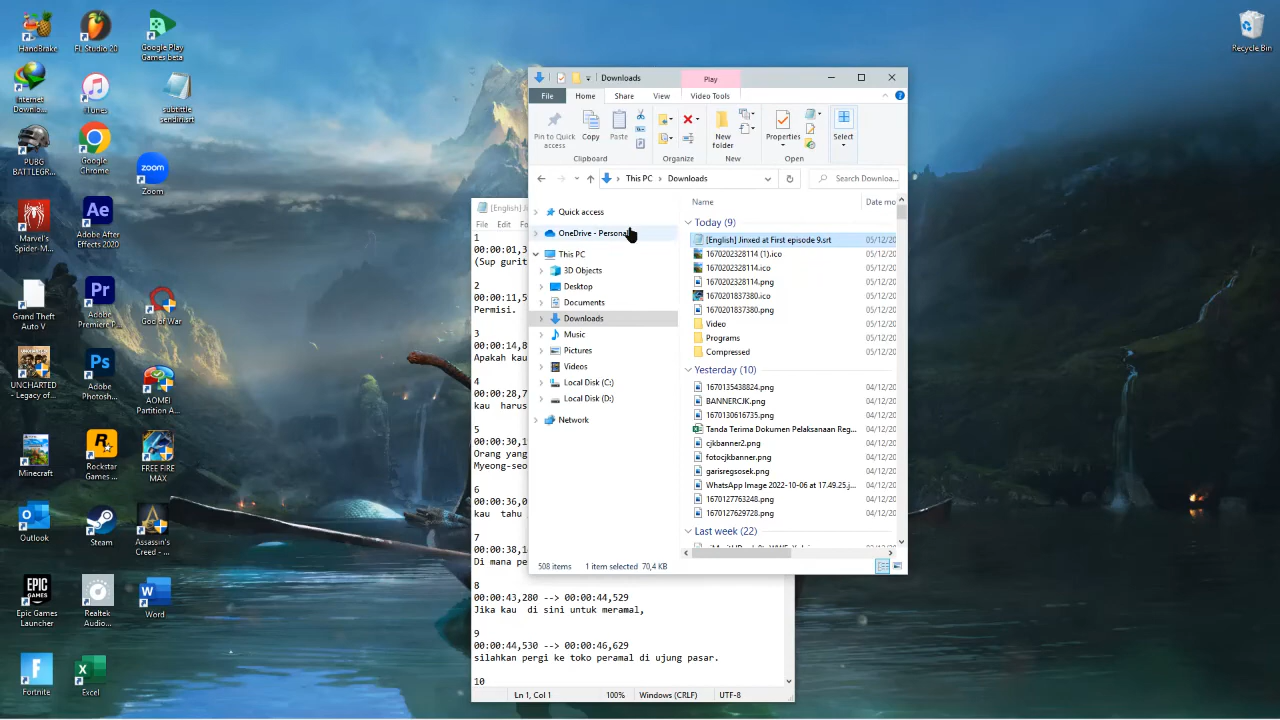 HandBrake
FL Studio 20
Google Play
Games beta
Recycle Bin
Internet
Downlo...
iTunes
subtitle
sendiri.srt
PUBG
BATTLEGR...
Google
Chrome
Zoom
Marvel's
Spider-M...
Adobe After
Effects 2020
Grand Theft
Auto V
Adobe
Premiere P...
God of War
UNCHARTED
- Legacy of...
Adobe
Photosh...
AOMEI
Partition A...
Minecraft
Rockstar
Games ...
FREE FIRE
MAX
Outlook
Steam
Assassin's
Creed - ...
Epic Games
Launcher
Realtek
Audio...
Word
Fortnite
Excel
Downloads
Play
File
Home
Share
View
Video Tools
Pin to Quick
access
Copy
Paste
New
folder
Properties
Select
Clipboard
Organize
New
Open
This PC
Downloads
Search Downloa...
Quick access
OneDrive - Personal
This PC
3D Objects
Desktop
Documents
Downloads
Music
Pictures
Videos
Local Disk (C:)
Local Disk (D:)
Network
Name
Date mo
Today (9)
[English] Jinxed at First episode 9.srt 05/12/20
1670202328114 (1).ico 05/12/20
1670202328114.ico 05/12/20
1670202328114.png 05/12/20
1670201837380.ico 05/12/20
1670201837380.png 05/12/20
Video 05/12/20
Programs 05/12/20
Compressed 05/12/20
Yesterday (10)
1670135438824.png 04/12/20
BANNERCJK.png 04/12/20
1670130616735.png 04/12/20
Tanda Terima Dokumen Pelaksanaan Reg... 04/12/20
cjkbanner2.png 04/12/20
fotocjkbanner.png 04/12/20
garisregsosek.png 04/12/20
WhatsApp Image 2022-10-06 at 17.49.25.j... 04/12/20
1670127763248.png 04/12/20
1670127629728.png 04/12/20
Last week (22)
508 items
1 item selected 70,4 KB
[English] Ji
File Edit Fo
1
00:00:01,3
(Sup gurit
2
00:00:11,5
Permisi.
3
00:00:14,8
Apakah kau
4
00:00:28,7
kau harus
5
00:00:30,1
Orang yang
Myeong-seo
6
00:00:36,0
kau tahu
7
00:00:38,1
Di mana pe
8
00:00:43,280 --> 00:00:44,529
Jika kau di sini untuk meramal,
9
00:00:44,530 --> 00:00:46,629
silahkan pergi ke toko peramal di ujung pasar.
10
Ln 1, Col 1
100%
Windows (CRLF)
UTF-8